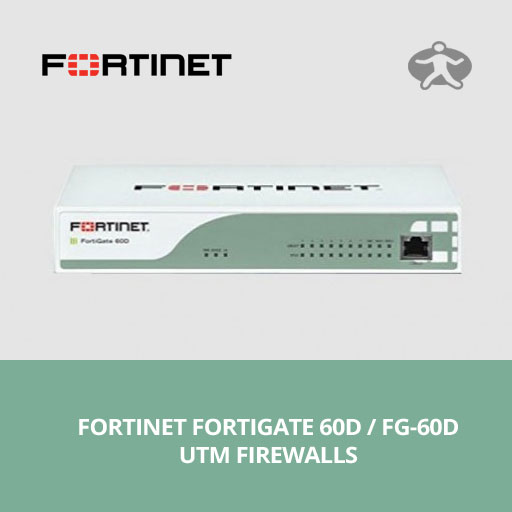 FORTINET
FORTINET
FORTINET
FortiGate 60D
FORTINET FORTIGATE 60D / FG-60D
UTM FIREWALLS